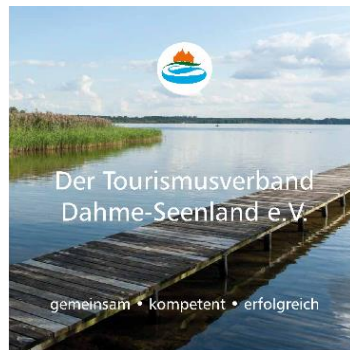 Der Tourismusverband
Dahme-Seenland e.V.
gemeinsam • kompetent • erfolgreich